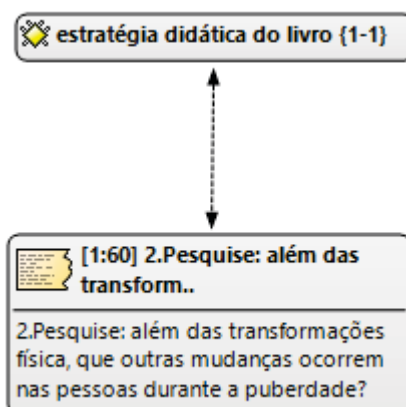 estratégia didática do livro {1-1}
[1:60] 2.Pesquise: além das
transform..
2.Pesquise: além das transformações
física, que outras mudanças ocorrem
nas pessoas durante a puberdade?